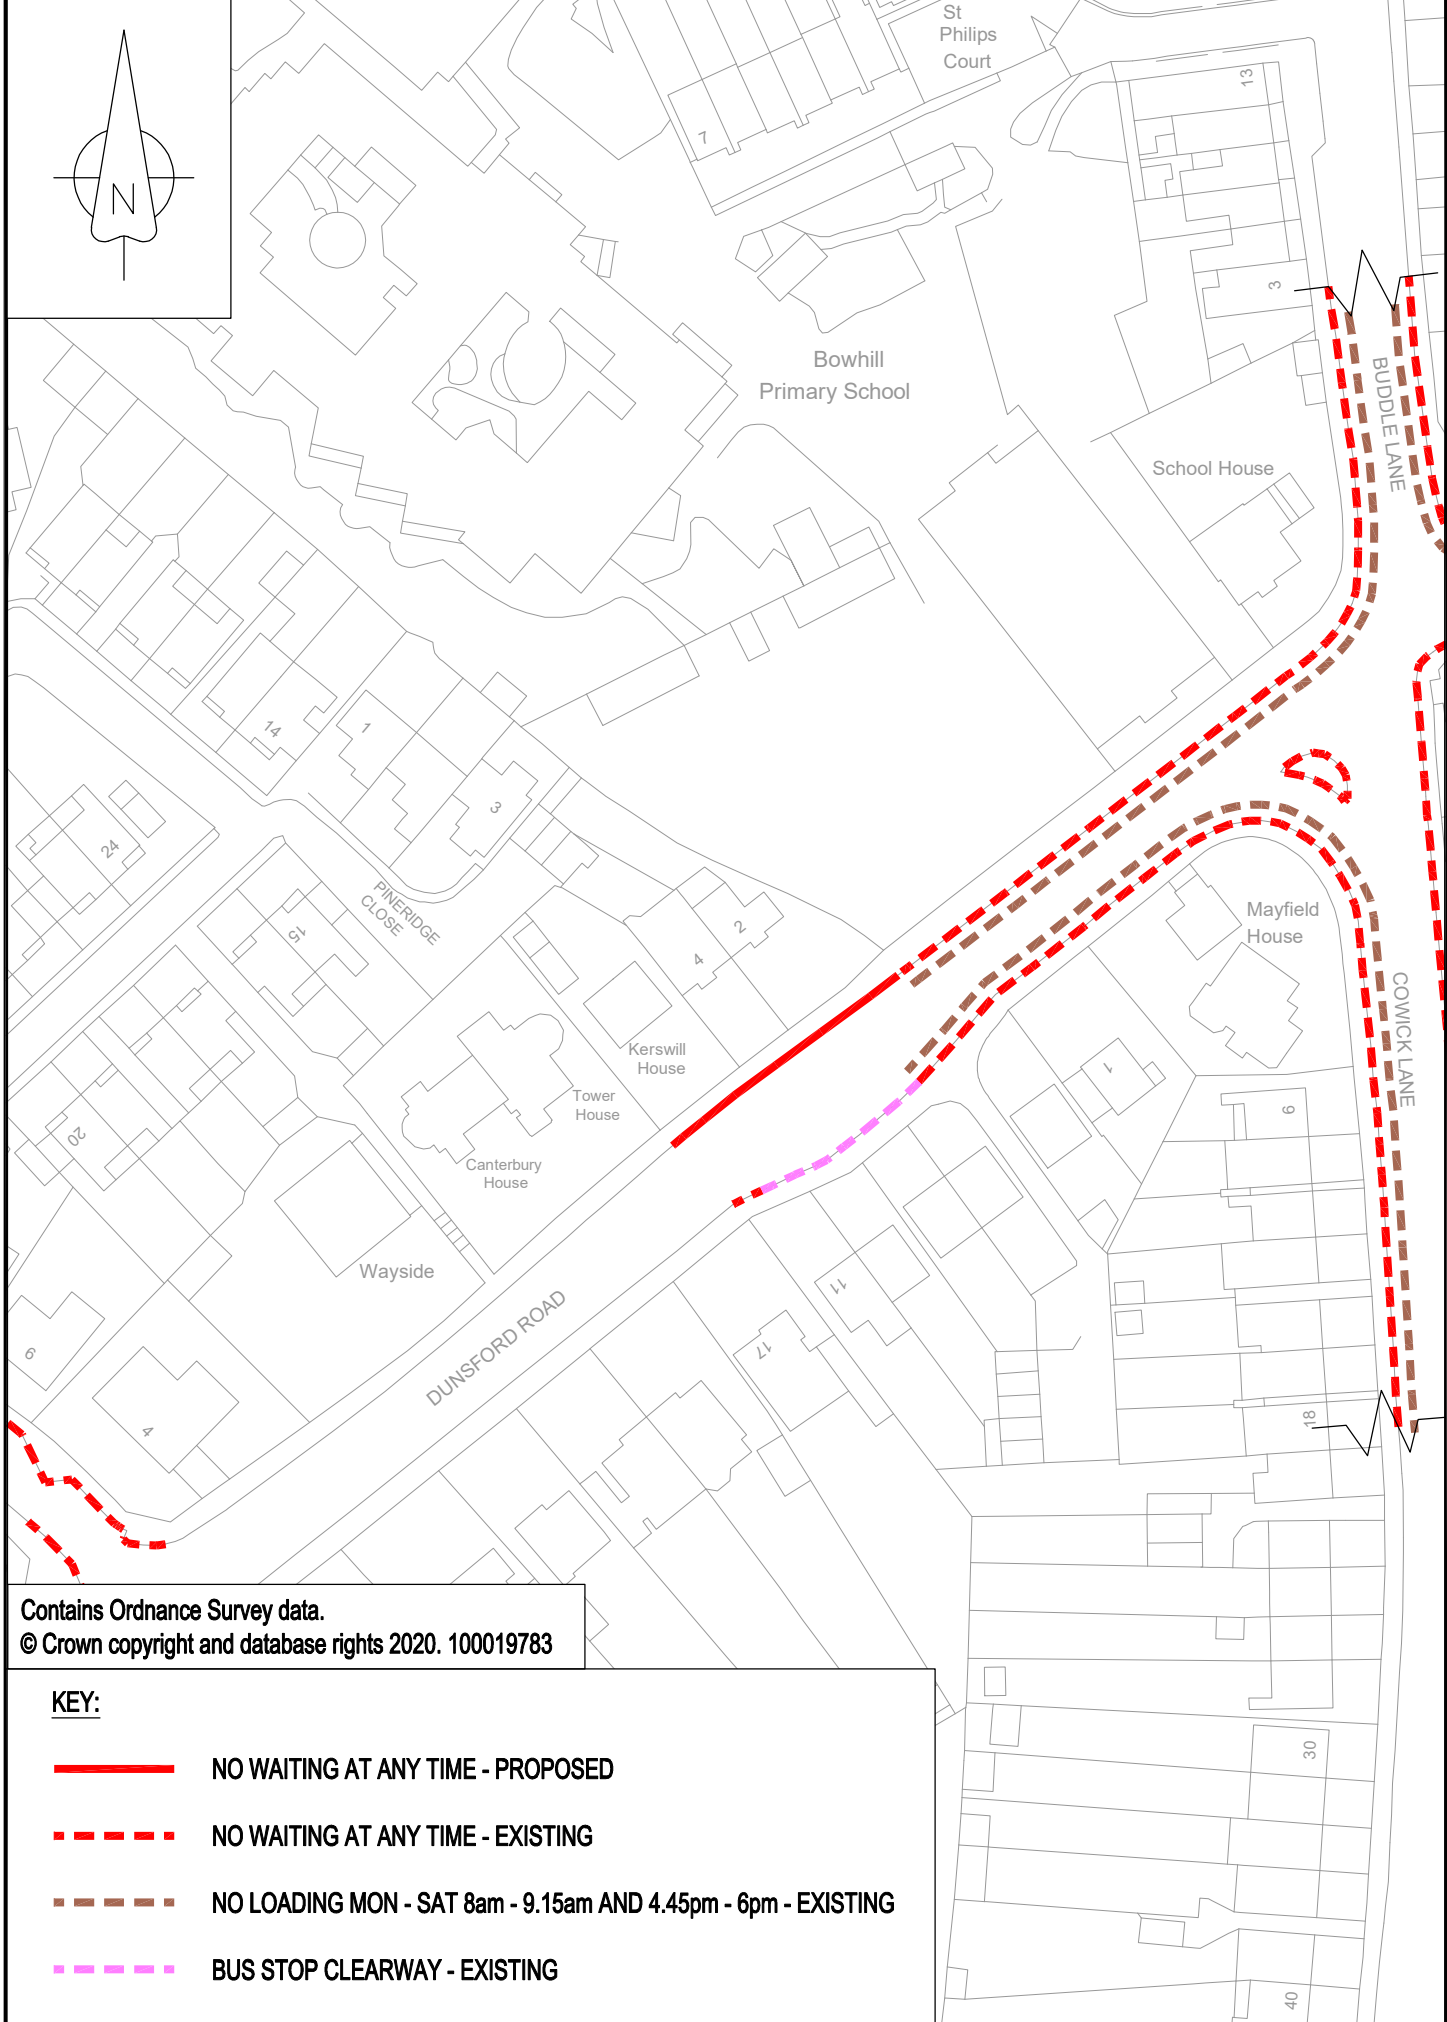 St
Philips
Court
13
7
N
3
Bowhill
Primary School
BUDDLE LANE
School House
14
1
3
24
PINERIDGE
CLOSE
15
2
4
Mayfield
House
COWICK LANE
Kerswill
House
1
Tower
House
6
20
Canterbury
House
Wayside
11
DUNSFORD ROAD
17
9
4
18
Contains Ordnance Survey data.
© Crown copyright and database rights 2020. 100019783
KEY:
NO WAITING AT ANY TIME - PROPOSED
30
NO WAITING AT ANY TIME - EXISTING
NO LOADING MON - SAT 8am - 9.15am AND 4.45pm - 6pm - EXISTING
BUS STOP CLEARWAY - EXISTING
40